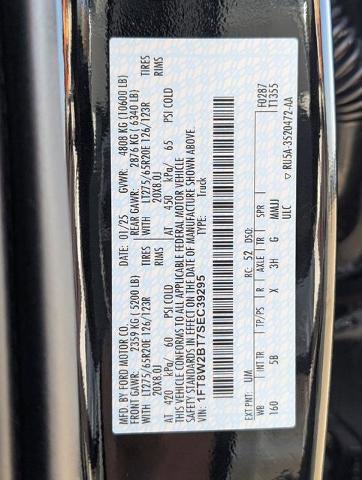 MFD. BY FORD MOTOR CO.
DATE: 01/25 GVWR: 4808 KG (10600 LB)
FRONT GAWR: 2359 KG (5200 LB) REAR GAWR: 2876 KG (6340 LB)
LT275/65R20E 126/123R TIRES LT275/65R20E 126/123R TIRES
20X8.0J RIMS 20X8.0J RIMS
AT 420 kPa/ 60 PSI COLD AT 450 kPa/ 65 PSI COLD
THIS VEHICLE CONFORMS TO ALL APPLICABLE FEDERAL MOTOR VEHICLE
SAFETY STANDARDS IN EFFECT ON THE DATE OF MANUFACTURE SHOWN ABOVE.
VIN: 1FT8W2BT7SEC39295
TYPE: Truck
F0287
T1355
EXT PNT: UM RC: 52 DSO:
WB INT TR TP/PS R AXLE TR SPR
160 5B X 3H G MMJJ
ULC
RU5A-3520472-AA